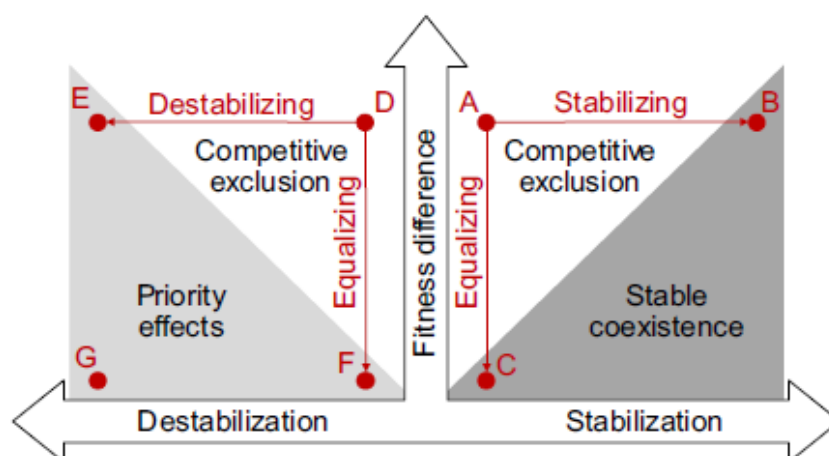 E
Destabilizing
D
A
Stabilizing
B
Competitive
exclusion
Equalizing
Fitness difference
Equalizing
Competitive
exclusion
Priority
effects
Stable
coexistence
G
F
C
Destabilization
Stabilization